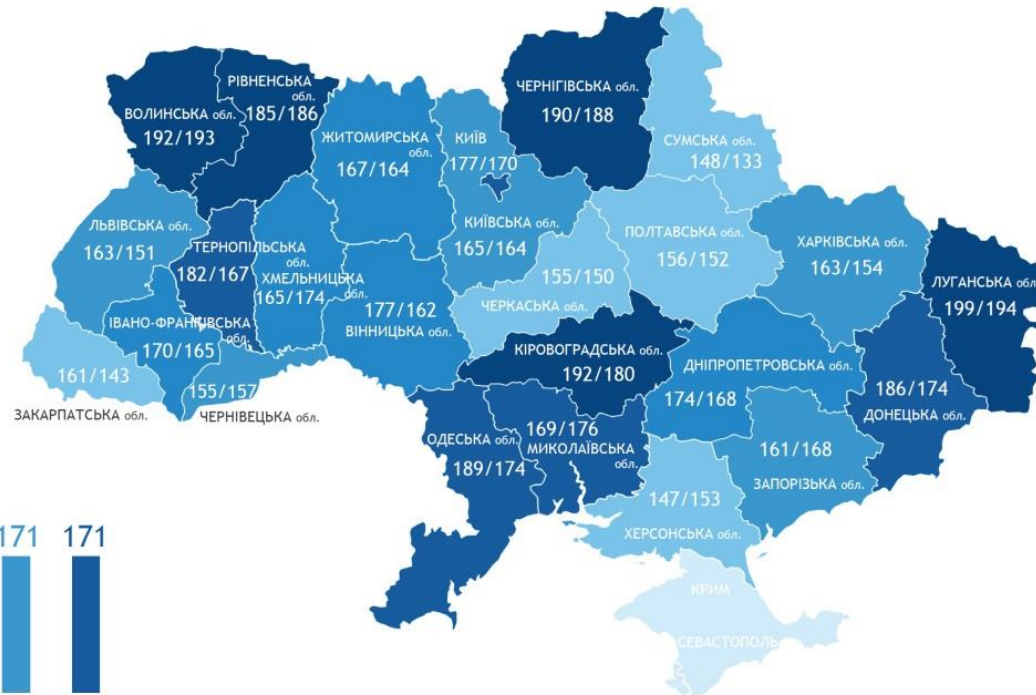 РІВНЕНСЬКА
обл.
185/186
ВОЛИНСЬКА обл.
192/193
ЖИТОМИРСЬКА
обл.
167/164
КИЇВ
177/170
ЧЕРНІГІВСЬКА обл.
190/188
СУМСЬКА обл.
148/133
ЛЬВІВСЬКА обл.
163/151
ТЕРНОПІЛЬСЬКА
обл.
182/167
ХМЕЛЬНИЦЬКА
обл.
165/174
КИЇВСЬКА обл.
165/164
ПОЛТАВСЬКА обл.
156/152
ХАРКІВСЬКА обл.
163/154
ЛУГАНСЬКА обл
199/194
155/150
ЧЕРКАСЬКА обл.
177/162
ВІННИЦЬКА обл.
ІВАНО-ФРАНКІВСЬКА
обл.
170/165
161/143
ЗАКАРПАТСЬКА обл.
155/157
ЧЕРНІВЕЦЬКА обл.
КІРОВОГРАДСЬКА обл.
192/180
ДНІПРОПЕТРОВСЬКА обл.
174/168
186/174
ДОНЕЦЬКА обл.
ОДЕСЬКА обл.
189/174
169/176
МИКОЛАЇВСЬКА
обл.
161/168
ЗАПОРІЗЬКА обл.
147/153
ХЕРСОНСЬКА обл.
171 171
КРИМ
СЕВАСТОПОЛЬ